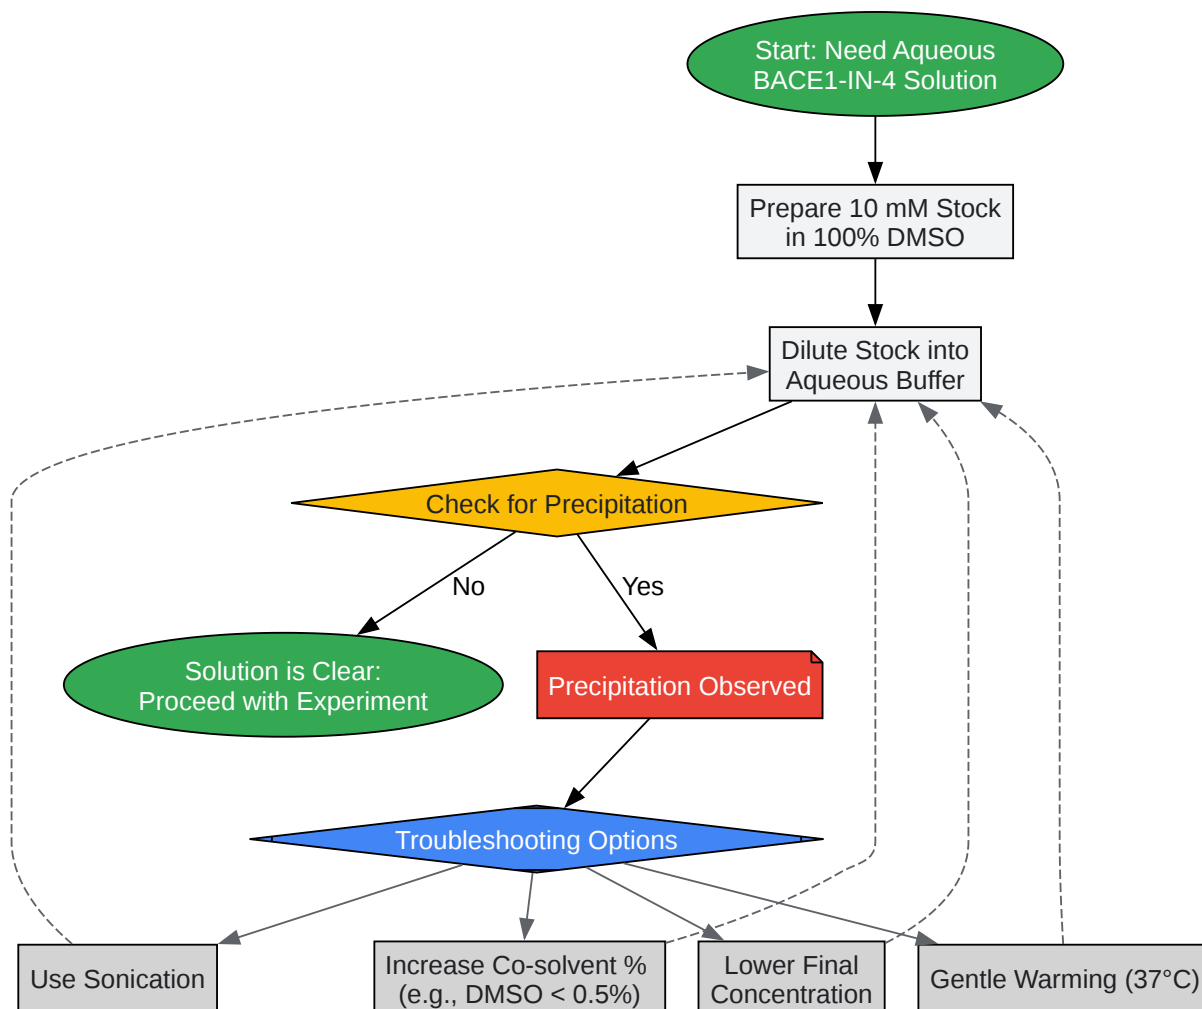 Start: Need Aqueous
BACE1-IN-4 Solution
Prepare 10 mM Stock
in 100% DMSO
Dilute Stock into
Aqueous Buffer
Check for Precipitation
No
Yes
Solution is Clear:
Proceed with Experiment
Precipitation Observed
Troubleshooting Options
Use Sonication
Increase Co-solvent %
(e.g., DMSO < 0.5%)
Lower Final
Concentration
Gentle Warming (37°C)